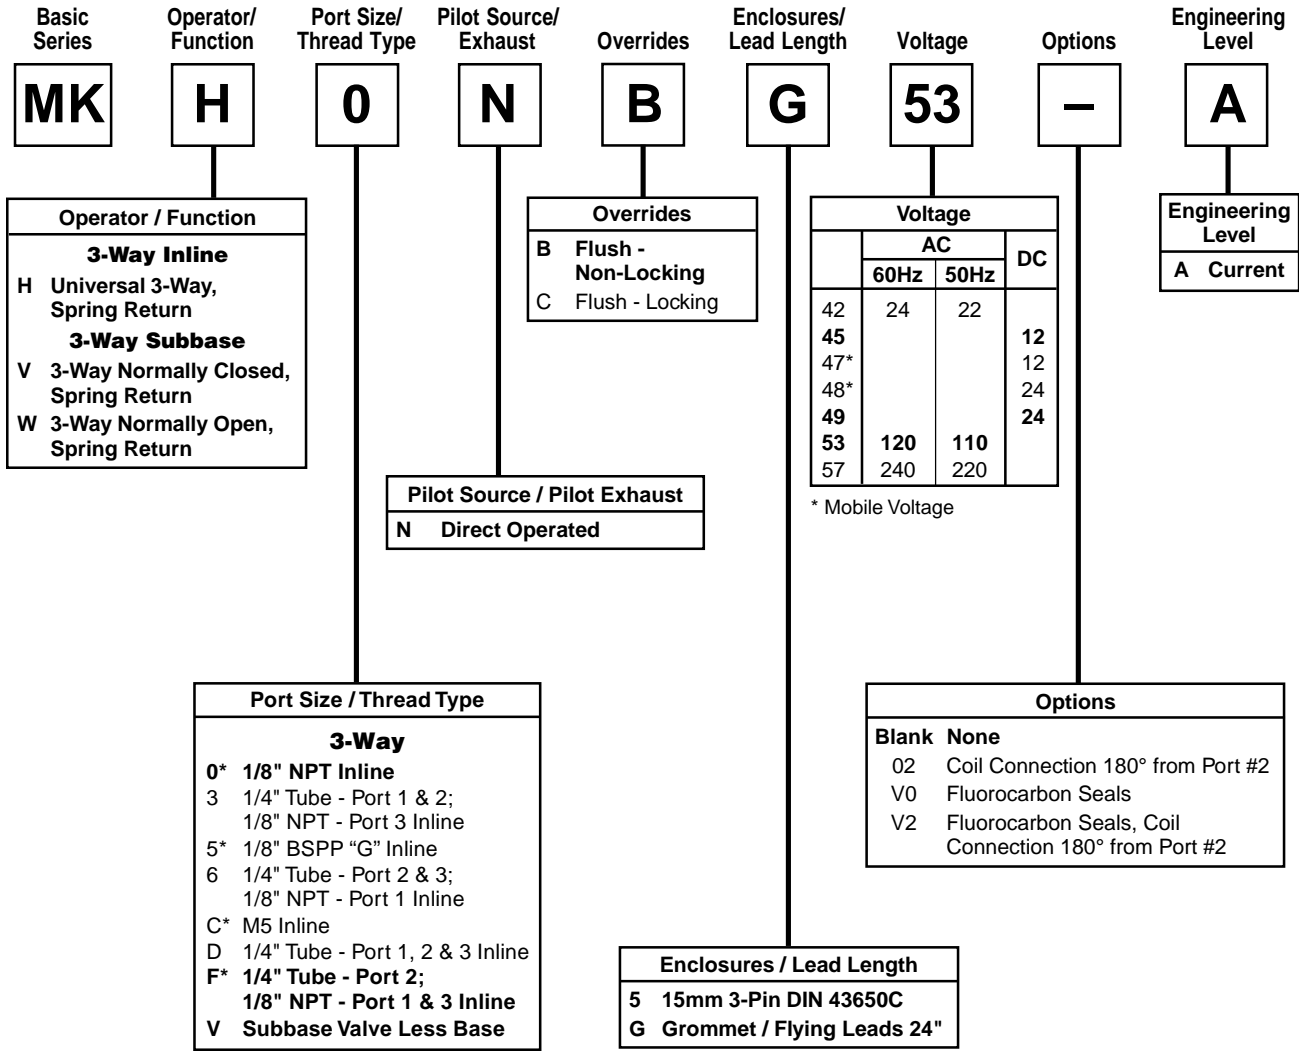 Basic Series
Operator/ Function
Port Size/ Thread Type
Pilot Source/ Exhaust
Overrides
Enclosures/ Lead Length
Voltage
Options
Engineering Level
MK H 0 N B G 53 – A
Operator / Function
3-Way Inline
H Universal 3-Way,
Spring Return
3-Way Subbase
V 3-Way Normally Closed,
Spring Return
W 3-Way Normally Open,
Spring Return
Overrides
B Flush -
Non-Locking
C Flush - Locking
Voltage
AC DC
60Hz 50Hz
42 24 22
45 12
47* 12
48* 24
49 24
53 120 110
57 240 220
* Mobile Voltage
Engineering
Level
A Current
Pilot Source / Pilot Exhaust
N Direct Operated
Port Size / Thread Type
3-Way
0* 1/8" NPT Inline
3 1/4" Tube - Port 1 & 2;
1/8" NPT - Port 3 Inline
5* 1/8" BSPP “G” Inline
6 1/4" Tube - Port 2 & 3;
1/8" NPT - Port 1 Inline
C* M5 Inline
D 1/4" Tube - Port 1, 2 & 3 Inline
F* 1/4" Tube - Port 2;
1/8" NPT - Port 1 & 3 Inline
V Subbase Valve Less Base
Options
Blank None
02 Coil Connection 180° from Port #2
V0 Fluorocarbon Seals
V2 Fluorocarbon Seals, Coil
Connection 180° from Port #2
Enclosures / Lead Length
5 15mm 3-Pin DIN 43650C
G Grommet / Flying Leads 24"